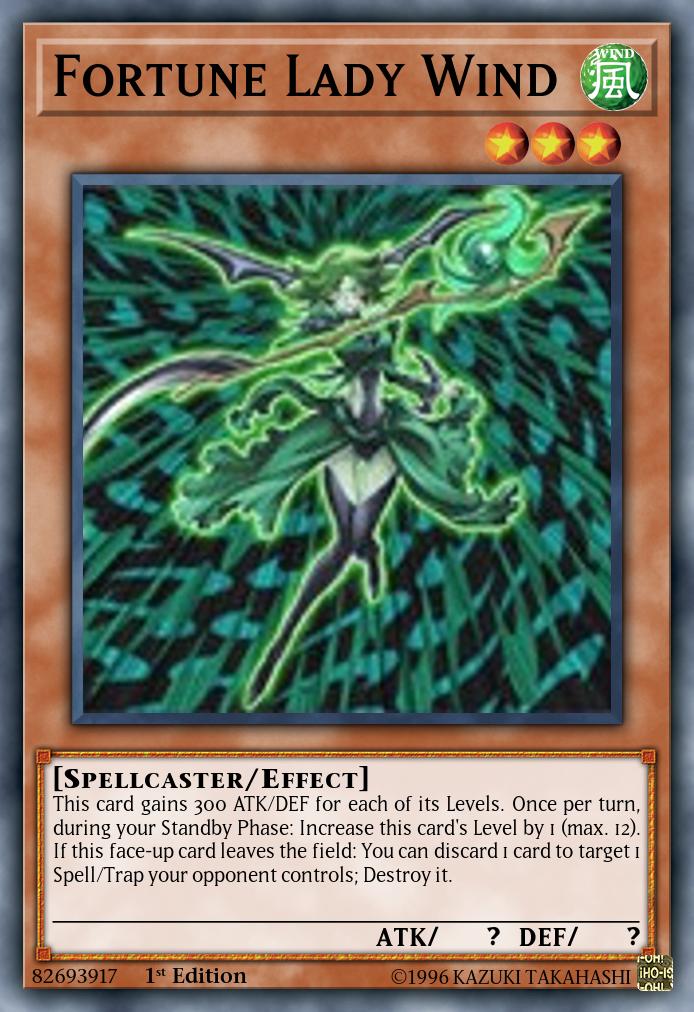 FORTUNE LADY WIND
WIND
風
[SPELLCASTER/EFFECT]
This card gains 300 ATK/DEF for each of its Levels. Once per turn,
during your Standby Phase: Increase this card's Level by 1 (max. 12).
If this face-up card leaves the field: You can discard 1 card to target 1
Spell/Trap your opponent controls; Destroy it.
ATK/ ? DEF/ ?
82693917 1st Edition ©1996 KAZUKI TAKAHASHI